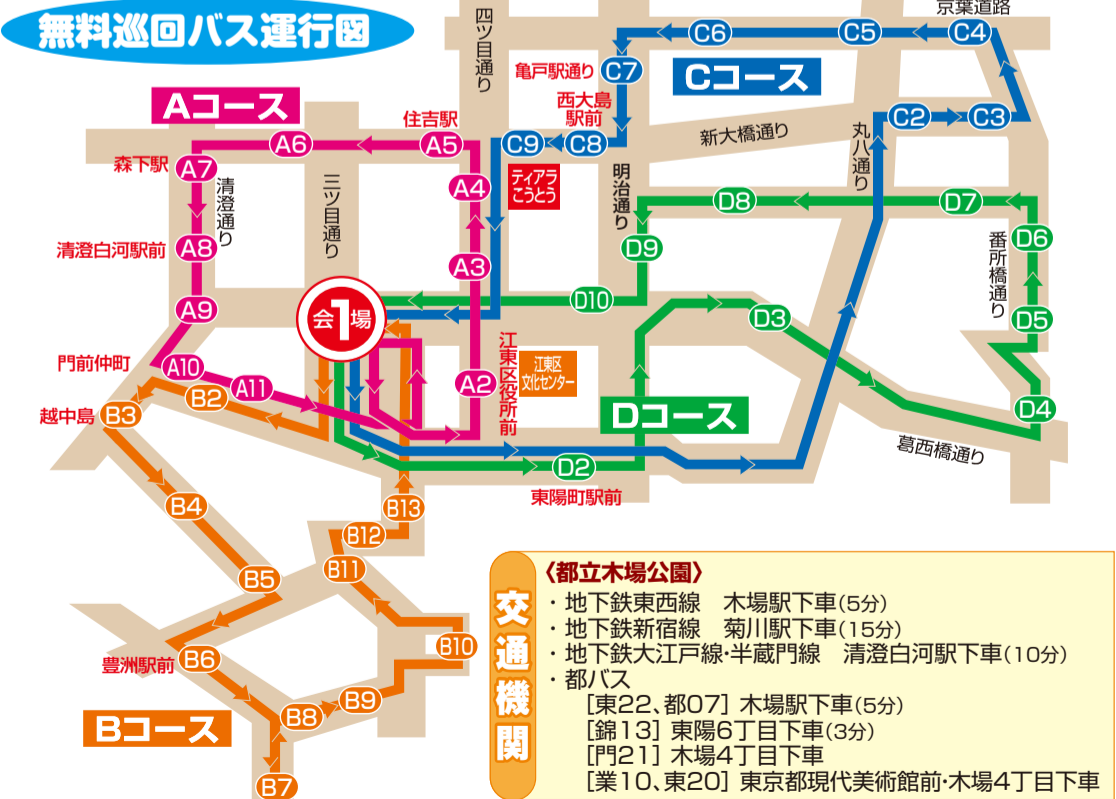 無料巡回バス運行図
四ツ目通り
京葉道路
C6
C5
C4
亀戸駅通り
C7
Cコース
Aコース
西大島
駅前
住吉駅
C2
C3
新大橋通り
丸八通り
A6
A5
C9
C8
森下駅
A7
ティアラ
こうとう
A4
清澄通り
三ツ目通り
明治通り
D8
D7
清澄白河駅前
A8
D9
D6
番所橋通り
A3
D10
A9
会1場
D3
D5
江東区役所前
江東区
文化センター
門前仲町
A10
A11
A2
B2
越中島
B3
Dコース
D4
葛西橋通り
D2
東陽町駅前
B4
B13
B12
B5
B11
豊洲駅前
B6
B10
B9
B8
Bコース
B7
交通機関
〈都立木場公園〉
・地下鉄東西線 木場駅下車(5分)
・地下鉄新宿線 菊川駅下車(15分)
・地下鉄大江戸線・半蔵門線 清澄白河駅下車(10分)
・都バス
[東22、都07] 木場駅下車(5分)
[錦13] 東陽6丁目下車(3分)
[門21] 木場4丁目下車
[業10、東20] 東京都現代美術館前・木場4丁目下車